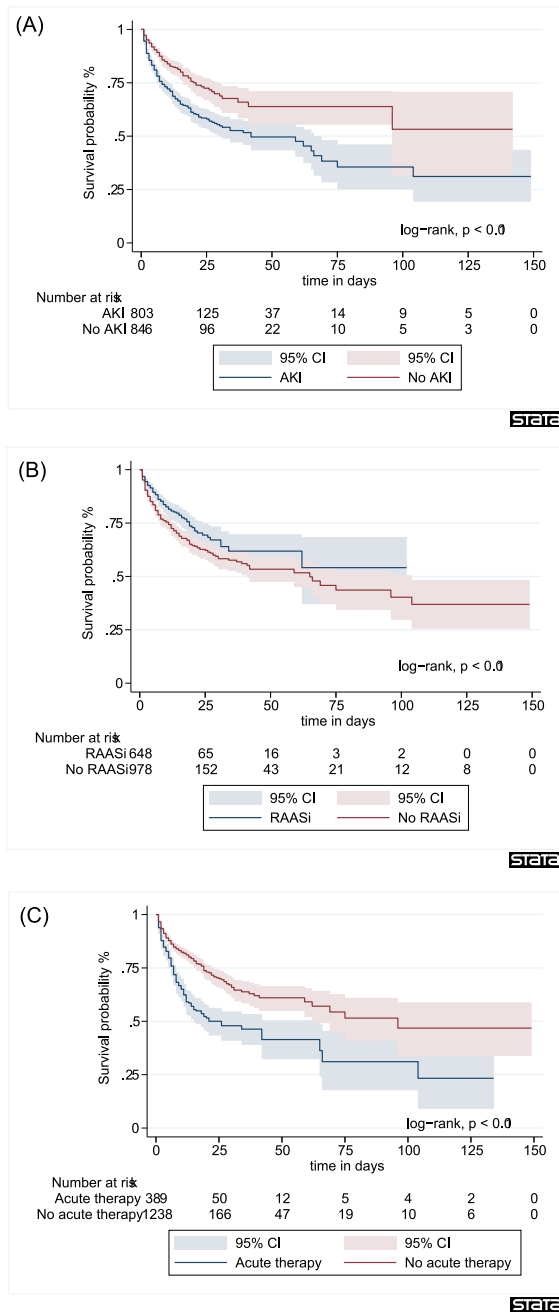 (A)
Survival probability %
1
.75
.5
.25
0
log-rank, p < 0.01
0 25 50 75 100 125 150
time in days
Number at risk
AKI 803 125 37 14 9 5 0
No AKI 846 96 22 10 5 3 0
95% CI 95% CI
AKI No AKI
STATA
(B)
Survival probability %
1
.75
.5
.25
0
log-rank, p < 0.01
0 25 50 75 100 125 150
time in days
Number at risk
RAASi 648 65 16 3 2 0 0
No RAASi 978 152 43 21 12 8 0
95% CI 95% CI
RAASi No RAASi
STATA
(C)
Survival probability %
1
.75
.5
.25
0
log-rank, p < 0.01
0 25 50 75 100 125 150
time in days
Number at risk
Acute therapy 389 50 12 5 4 2 0
No acute therapy 1238 166 47 19 10 6 0
95% CI 95% CI
Acute therapy No acute therapy
STATA